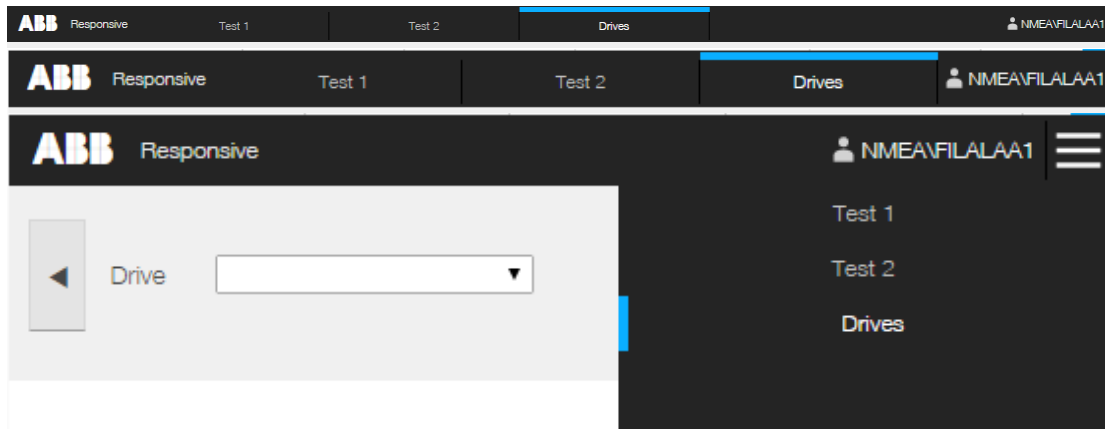 ABB Responsive Test 1 Test 2 Drives NMEA\FILALAA1
ABB Responsive Test 1 Test 2 Drives NMEA\FILALAA1
ABB Responsive NMEA\FILALAA1
Test 1
Test 2
Drive
Drives